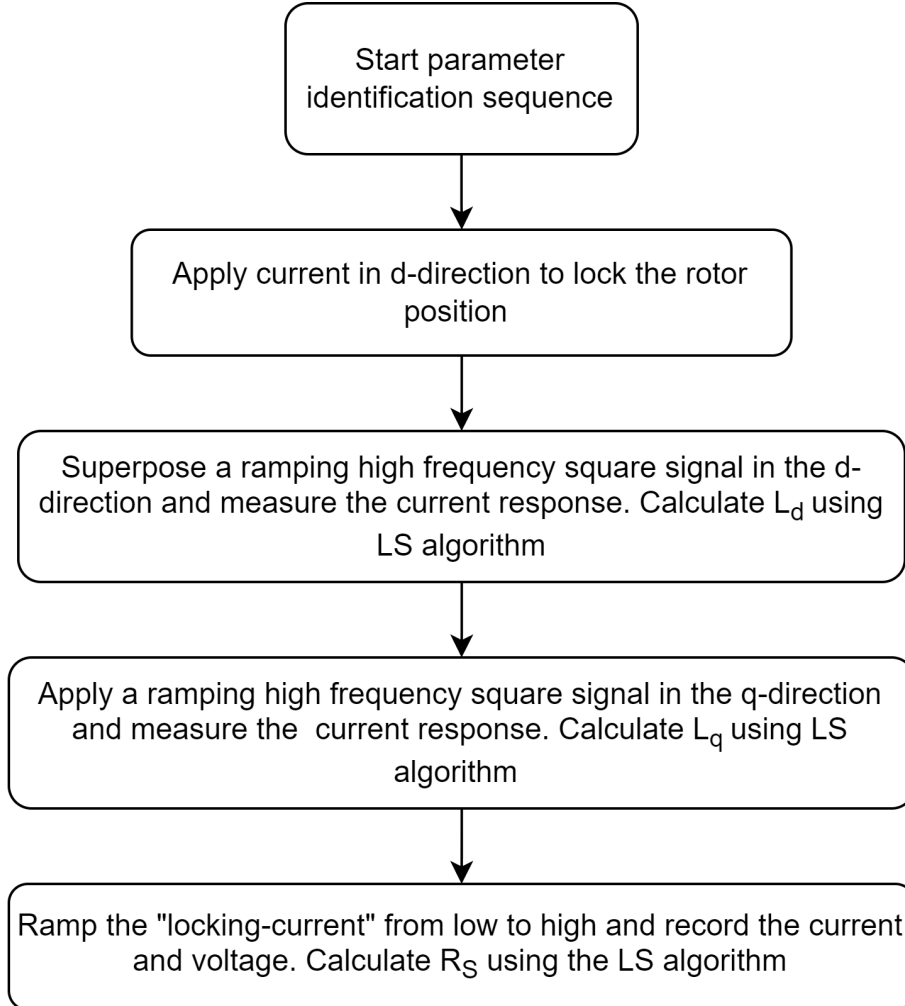 Start parameter
identification sequence
Apply current in d-direction to lock the rotor
position
Superpose a ramping high frequency square signal in the d-
direction and measure the current response. Calculate L_d using
LS algorithm
Apply a ramping high frequency square signal in the q-direction
and measure the  current response. Calculate L_q using LS
algorithm
Ramp the "locking-current" from low to high and record the current
and voltage. Calculate R_S using the LS algorithm